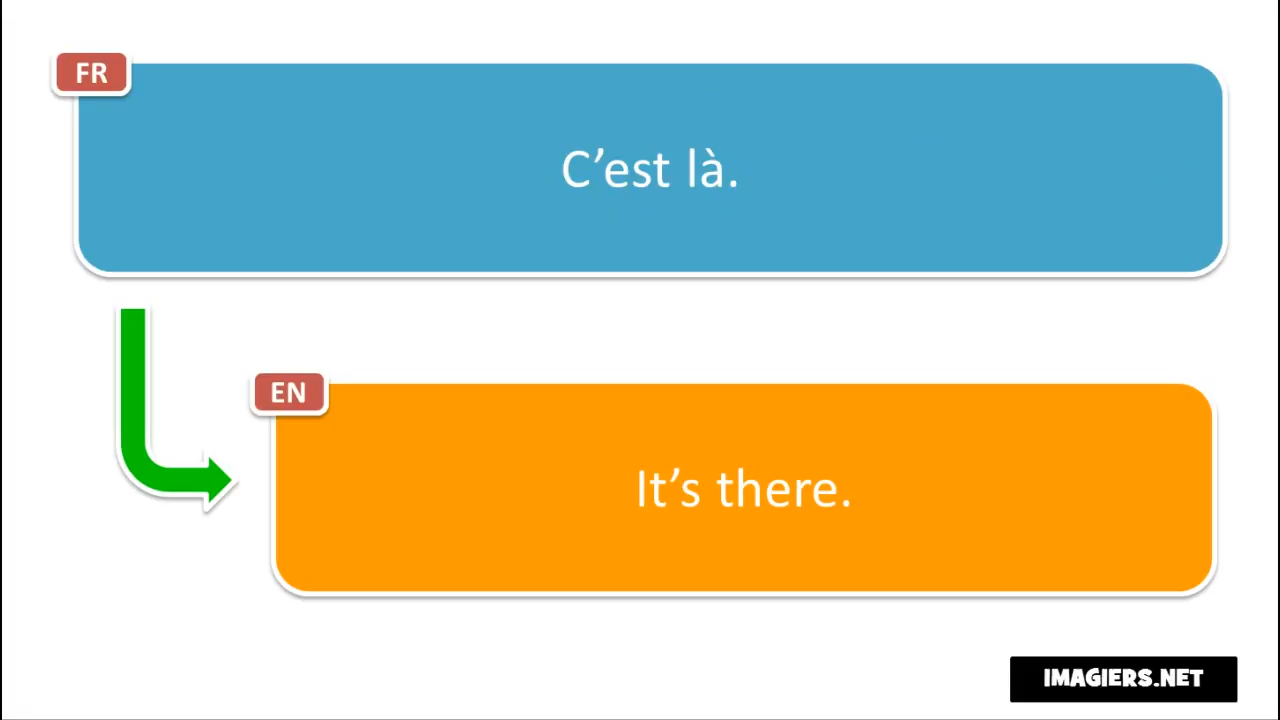 FR
C’est là.
EN
It’s there.
IMAGIERS.NET